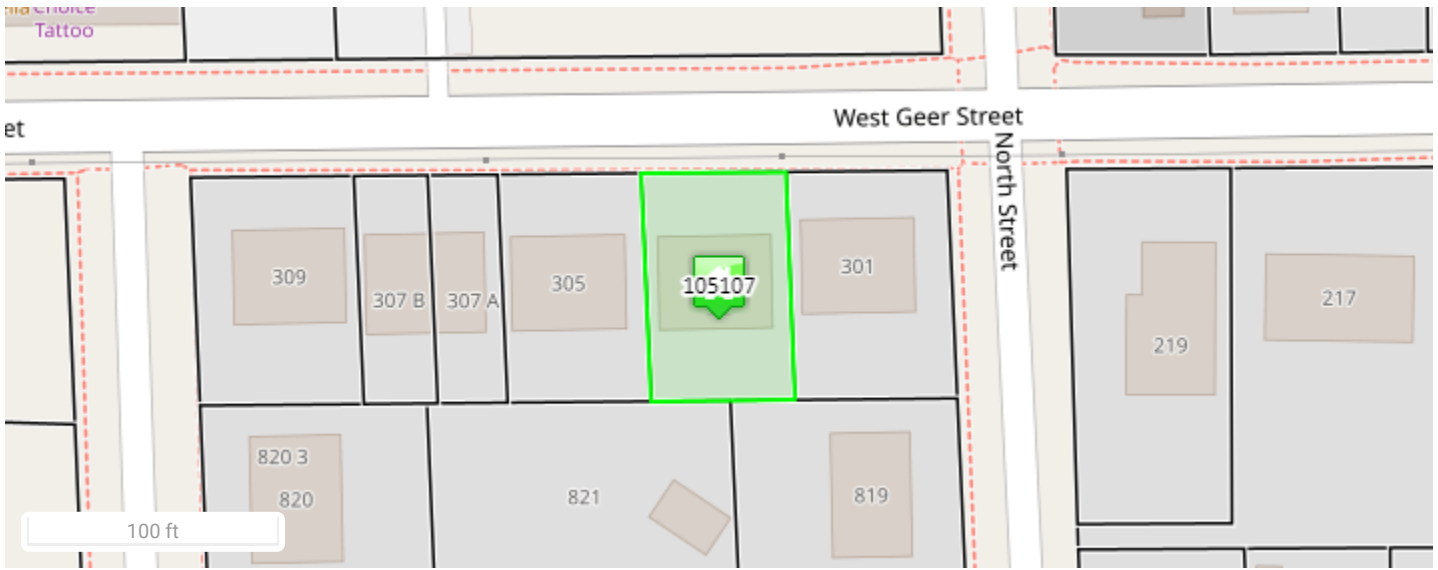 Choice
Tattoo
West Geer Street
et
North Street
309
307 B
307 A
305
105107
301
219
217
820 3
820
821
819
100 ft